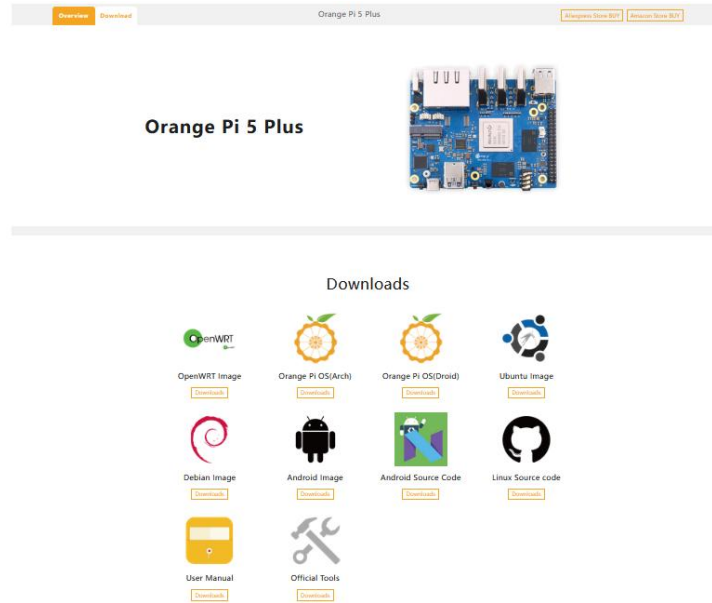 Overview Download Orange Pi 5 Plus Aliexpress Store BUY Amazon Store BUY
Orange Pi 5 Plus
Downloads
OpenWRT
OpenWRT Image Orange Pi OS(Arch) Orange Pi OS(Droid) Ubuntu Image
Downloads Downloads Downloads Downloads
Debian Image Android Image Android Source Code Linux Source code
Downloads Downloads Downloads Downloads
User Manual Official Tools
Downloads Downloads